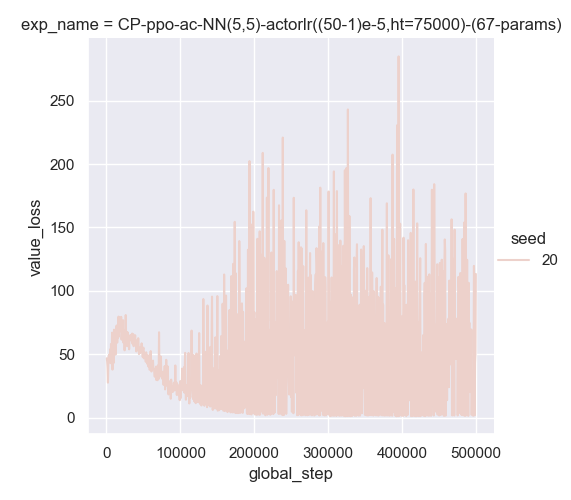 exp_name = CP-ppo-ac-NN(5,5)-actorlr((50-1)e-5,ht=75000)-(67-params)
250
200
150
100
50
0
value_loss
0 100000 200000 300000 400000 500000
global_step
seed
20